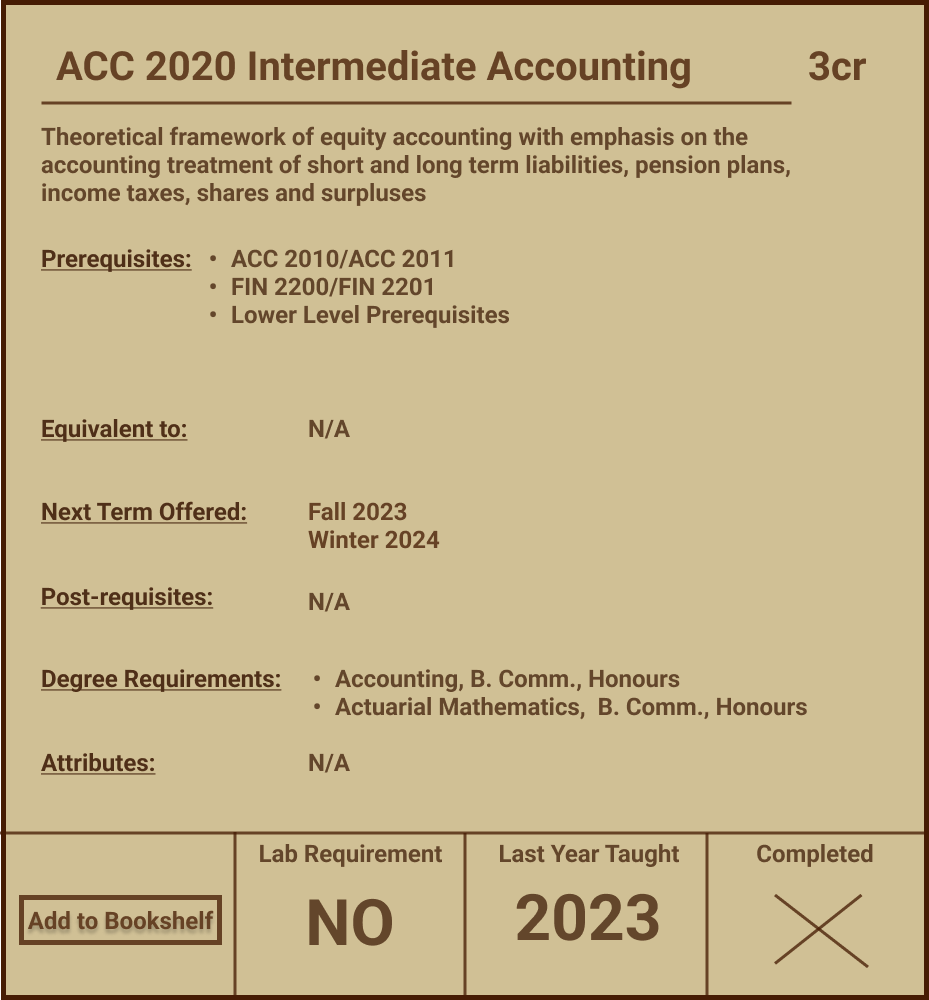 ACC 2020 Intermediate Accounting 3cr
Theoretical framework of equity accounting with emphasis on the
accounting treatment of short and long term liabilities, pension plans,
income taxes, shares and surpluses
Prerequisites: • ACC 2010/ACC 2011
• FIN 2200/FIN 2201
• Lower Level Prerequisites
Equivalent to: N/A
Next Term Offered: Fall 2023
Winter 2024
Post-requisites: N/A
Degree Requirements: • Accounting, B. Comm., Honours
• Actuarial Mathematics, B. Comm., Honours
Attributes: N/A
Add to Bookshelf
Lab Requirement
NO
Last Year Taught
2023
Completed